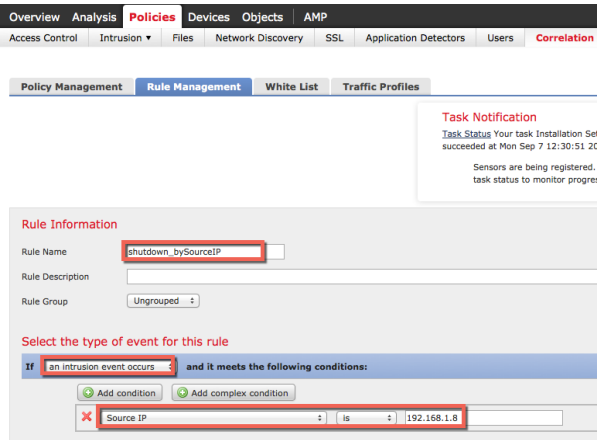 Overview Analysis Policies Devices Objects AMP
Access Control Intrusion ▾ Files Network Discovery SSL Application Detectors Users Correlation
Policy Management Rule Management White List Traffic Profiles
Task Notification
Task Status Your task Installation Set
succeeded at Mon Sep 7 12:30:51 20
Sensors are being registered.
task status to monitor progres
Rule Information
Rule Name shutdown_bySourceIP
Rule Description
Rule Group Ungrouped
Select the type of event for this rule
If an intrusion event occurs and it meets the following conditions:
Add condition Add complex condition
Source IP is 192.168.1.8